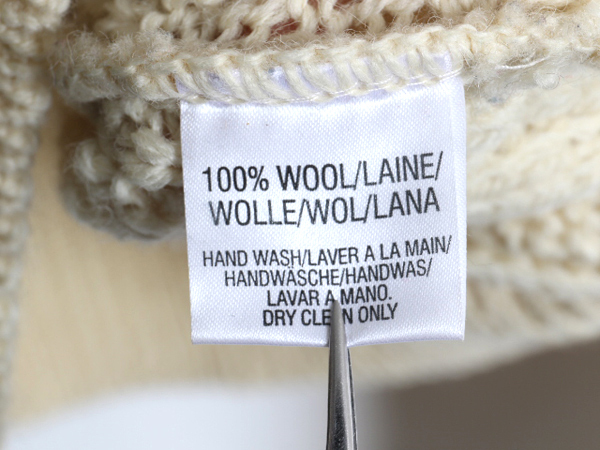 100% WOOL/LAINE/
WOLLE/WOL/LANA
HAND WASH/LAVER A LA MAIN/
HANDWÄSCHE/HANDWAS/
LAVAR A MANO.
DRY CLEAN ONLY